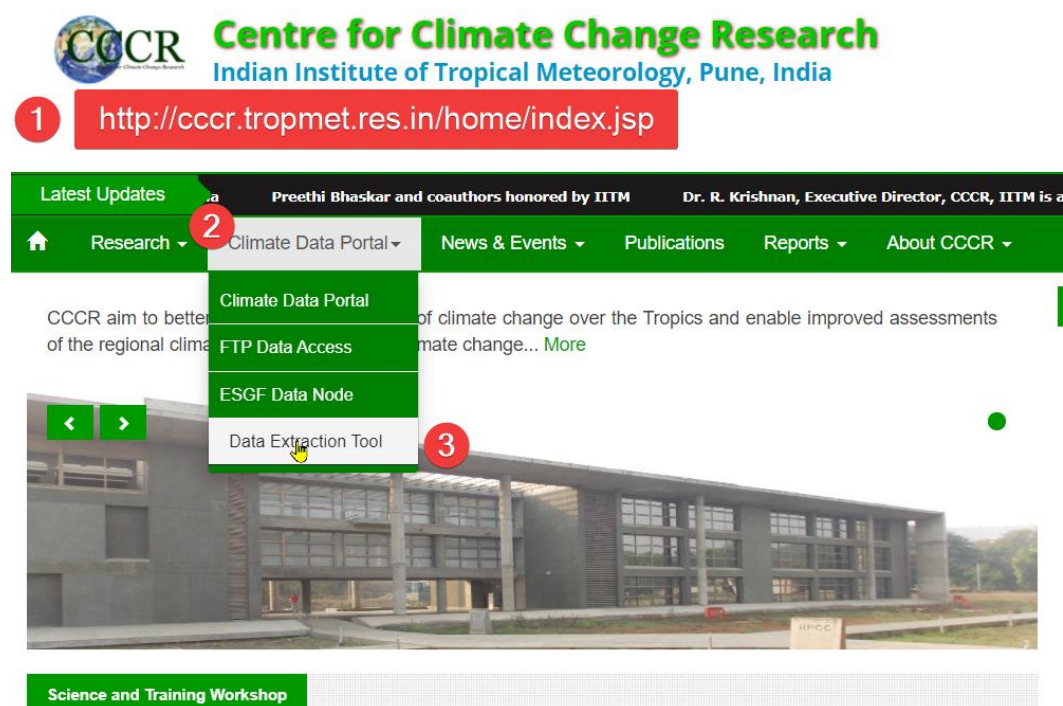 CCCR
Centre for Climate Change Research
Indian Institute of Tropical Meteorology, Pune, India
1
http://cccr.tropmet.res.in/home/index.jsp
Latest Updates
Preethi Bhaskar and coauthors honored by IITM
Dr. R. Krishnan, Executive Director, CCCR, IITM is a
2
Research
Climate Data Portal
News & Events
Publications
Reports
About CCCR
Climate Data Portal
FTP Data Access
ESGF Data Node
Data Extraction Tool
3
CCCR aim to better of climate change over the Tropics and enable improved assessments
of the regional clima mate change... More
HPCC
Science and Training Workshop